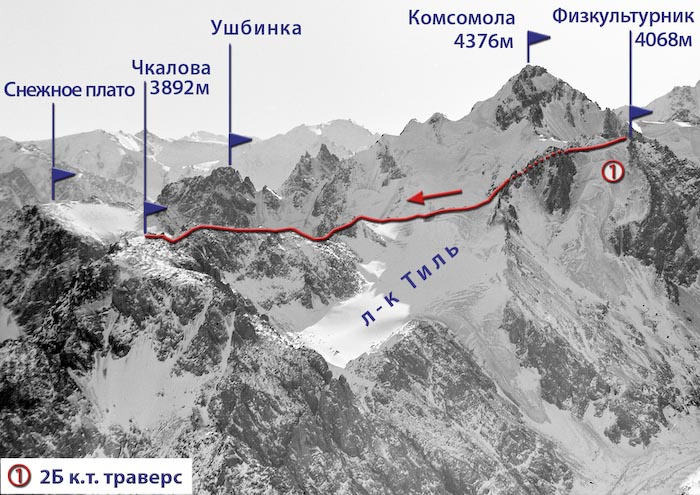 Снежное плато
Чкалова
3892м
Ушбинка
Комсомола
4376м
Физкультурник
4068м
1
л-к Тиль
1 2Б к.т. траверс